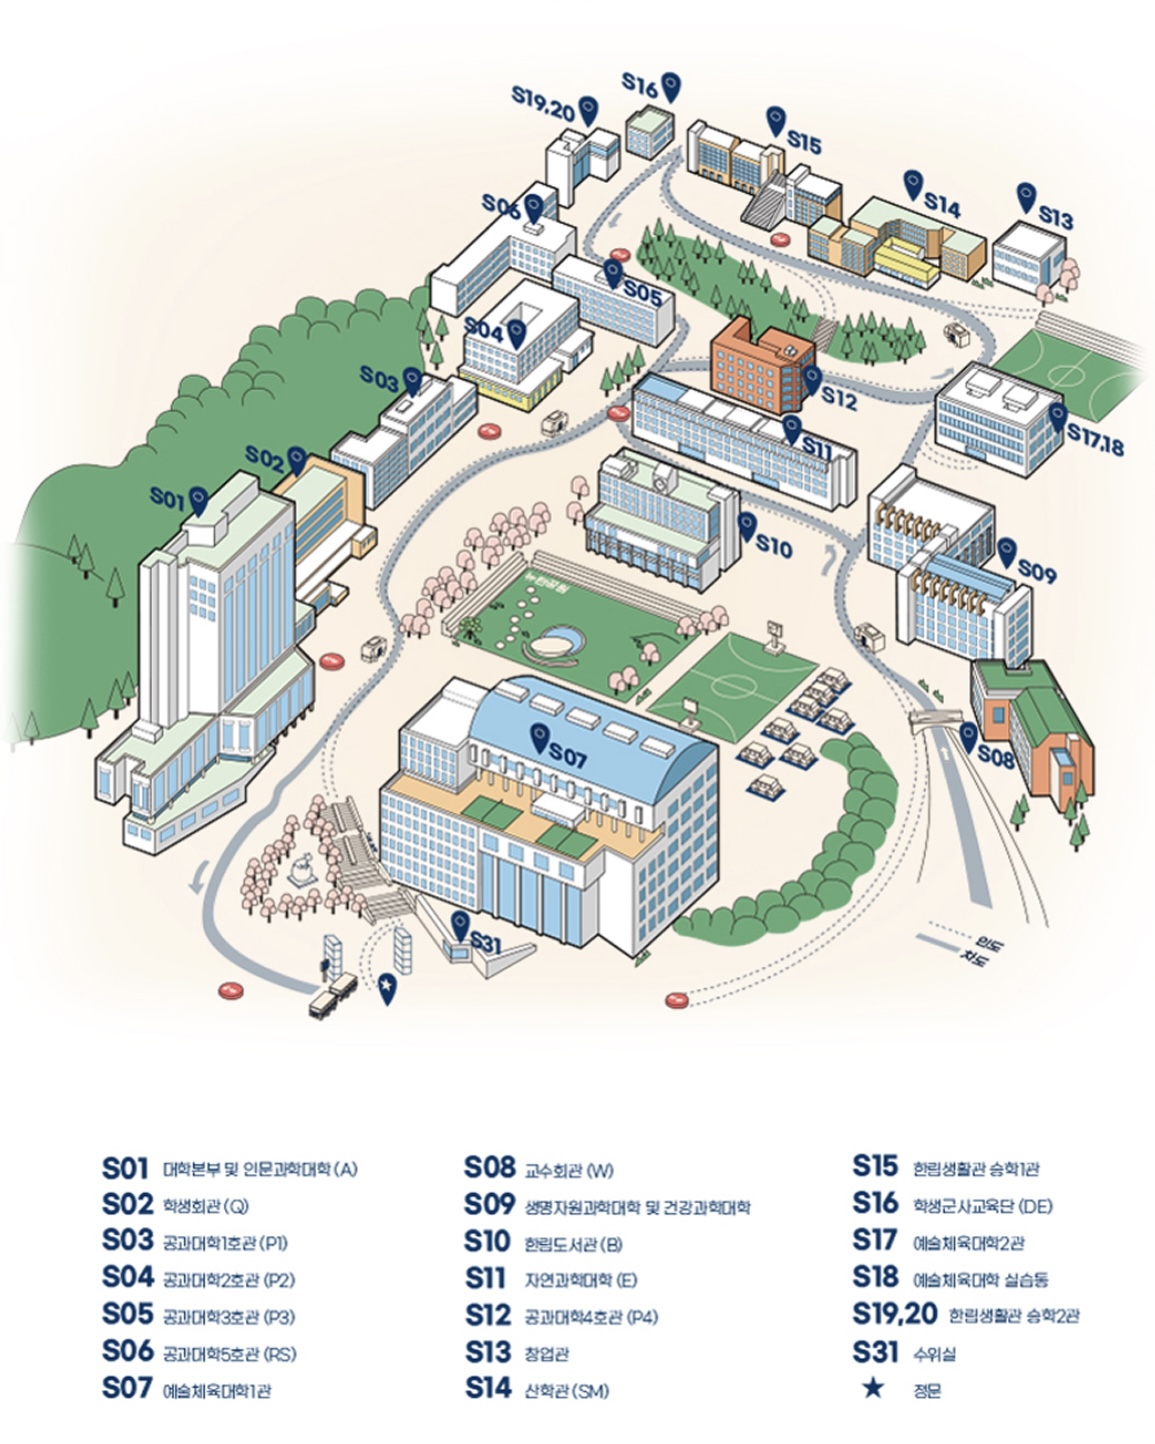 S16
S19,20
S15
S14
S13
S06
S05
S04
S03
S12
S11
S17,18
S02
S01
S10
S09
S07
S08
S31
인도
차도
S01 대학본부 및 인문과학대학 (A)
S02 학생회관 (Q)
S03 공과대학1호관 (P1)
S04 공과대학2호관 (P2)
S05 공과대학3호관 (P3)
S06 공과대학5호관 (RS)
S07 예술체육대학1관
S08 교수회관 (W)
S09 생명자원과학대학 및 건강과학대학
S10 한림도서관 (B)
S11 자연과학대학 (E)
S12 공과대학4호관 (P4)
S13 창업관
S14 산학관 (SM)
S15 한림생활관 승학1관
S16 학생군사교육단 (DE)
S17 예술체육대학2관
S18 예술체육대학 실습동
S19,20 한림생활관 승학2관
S31 수위실
★ 정문